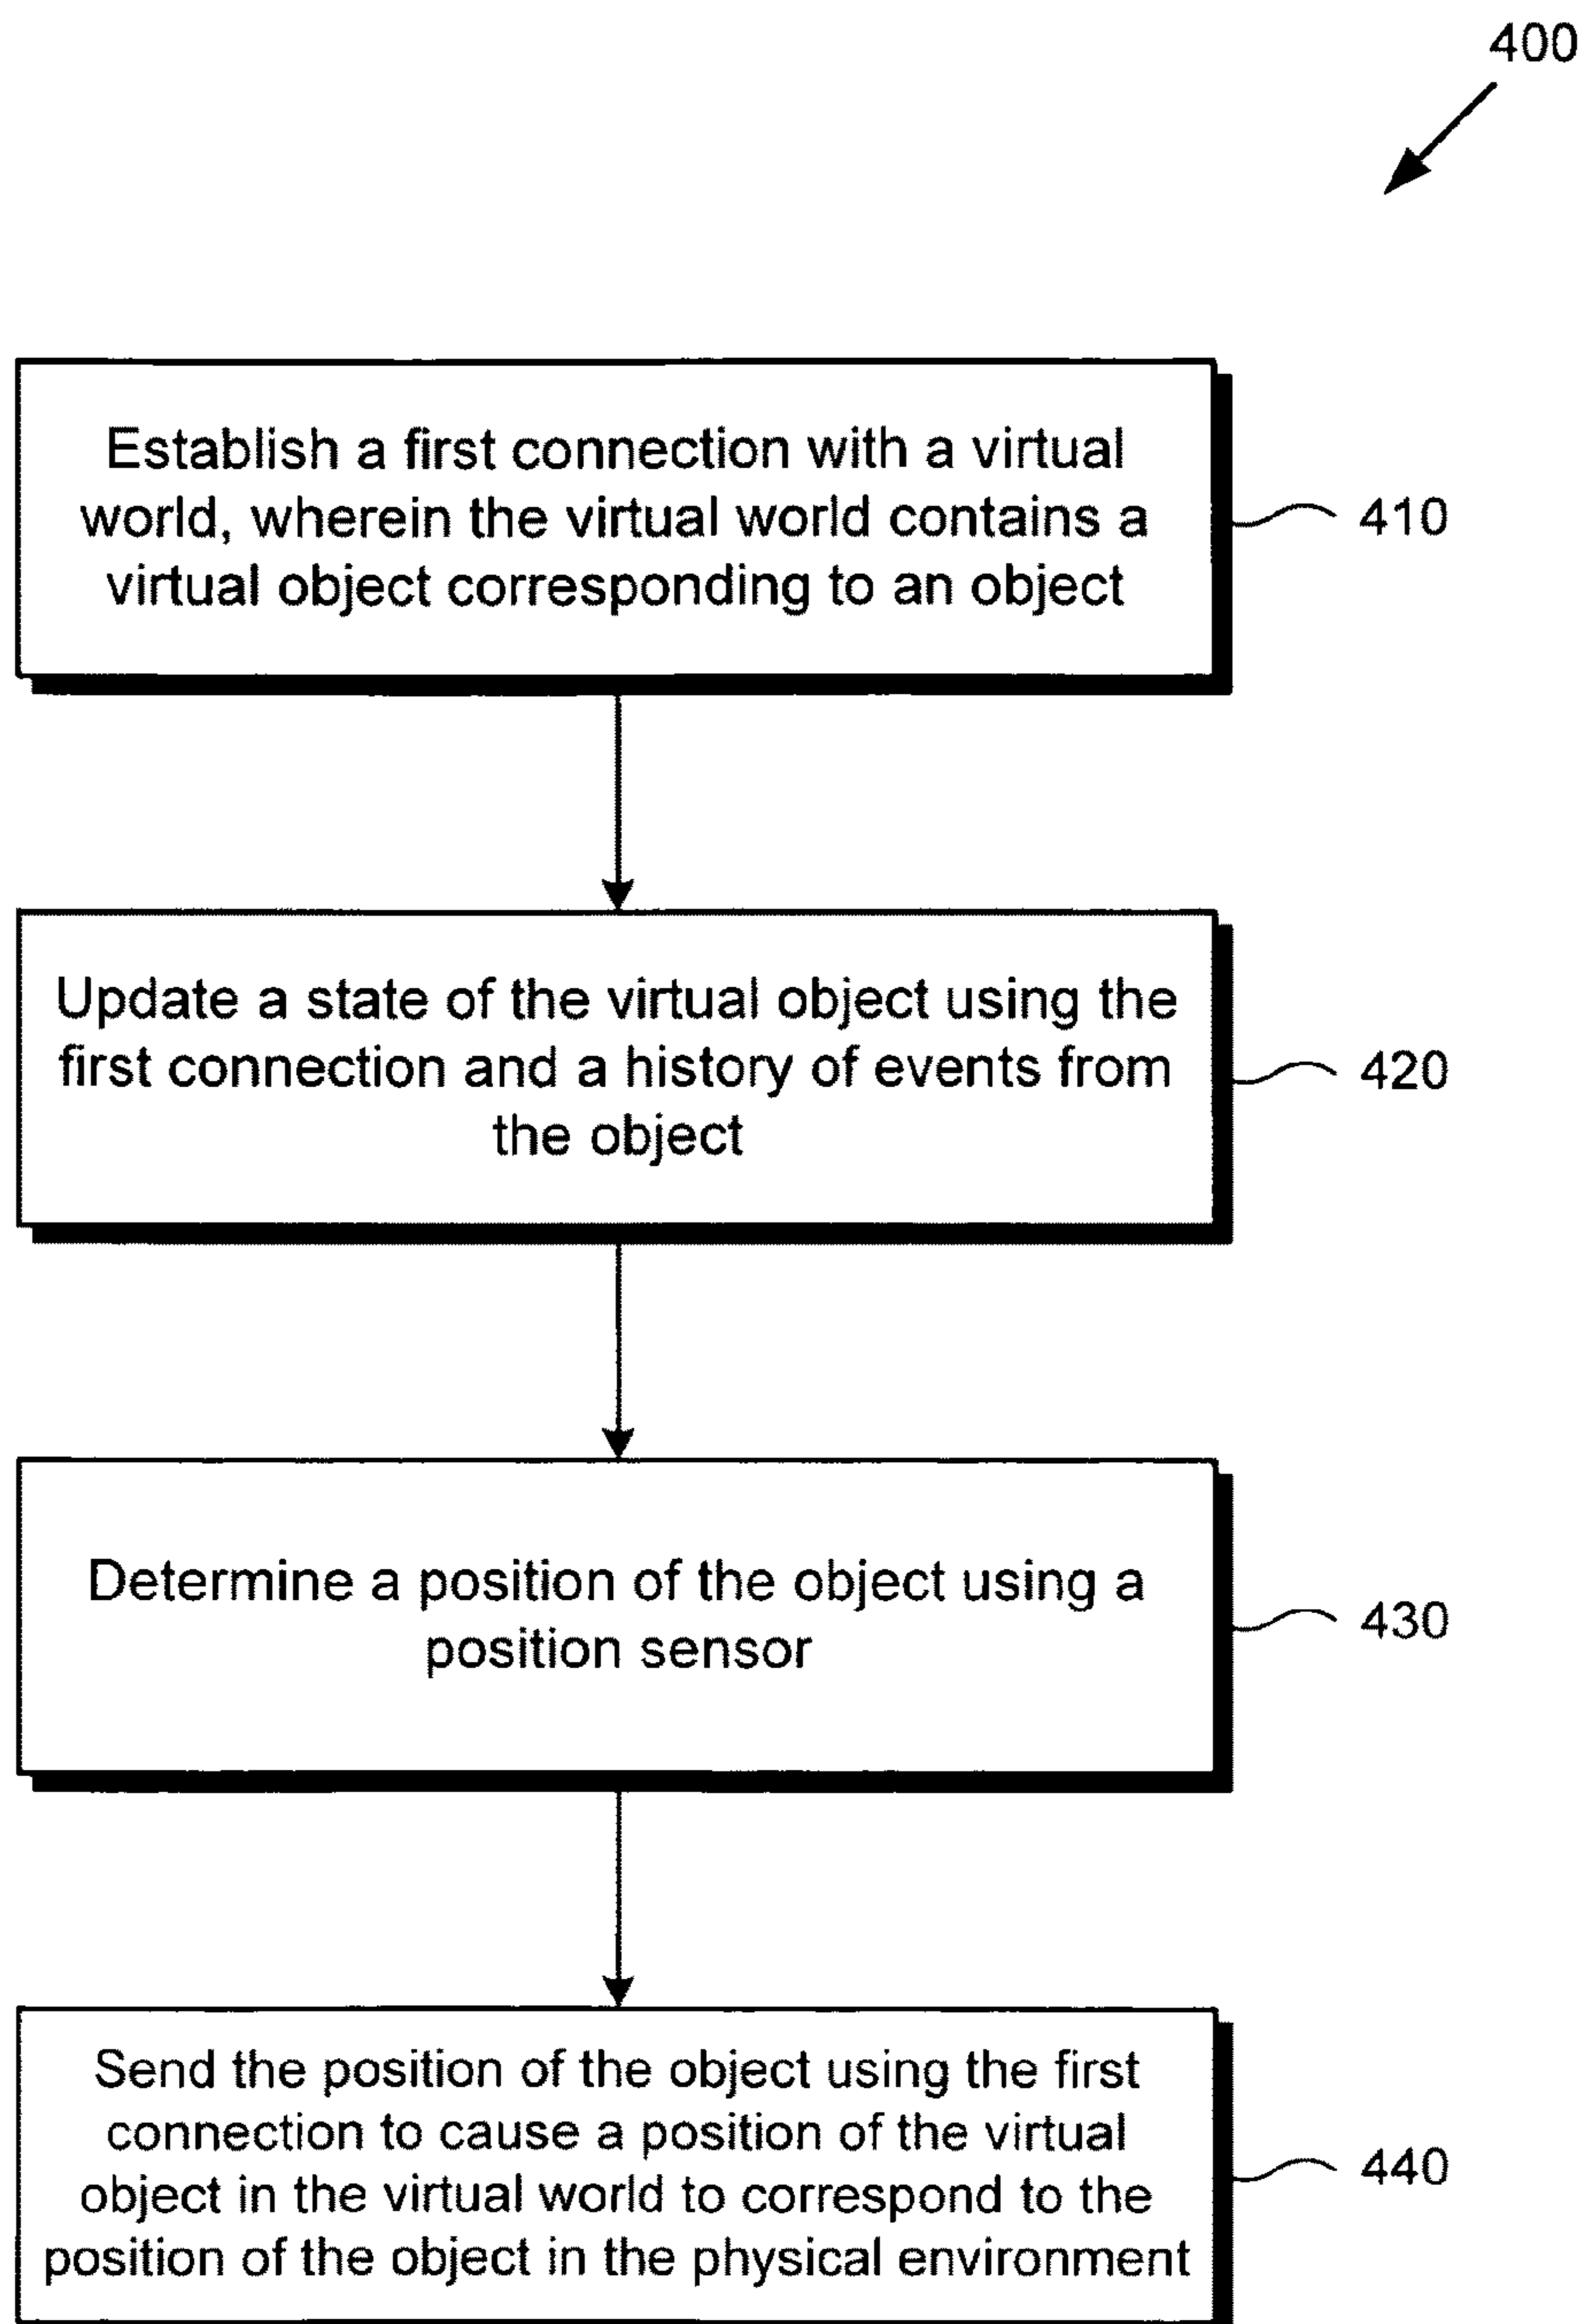 400
Establish a first connection with a virtual
world, wherein the virtual world contains a
virtual object corresponding to an object
410
Update a state of the virtual object using the
first connection and a history of events from
the object
420
Determine a position of the object using a
position sensor
430
Send the position of the object using the first
connection to cause a position of the virtual
object in the virtual world to correspond to the
position of the object in the physical environment
440